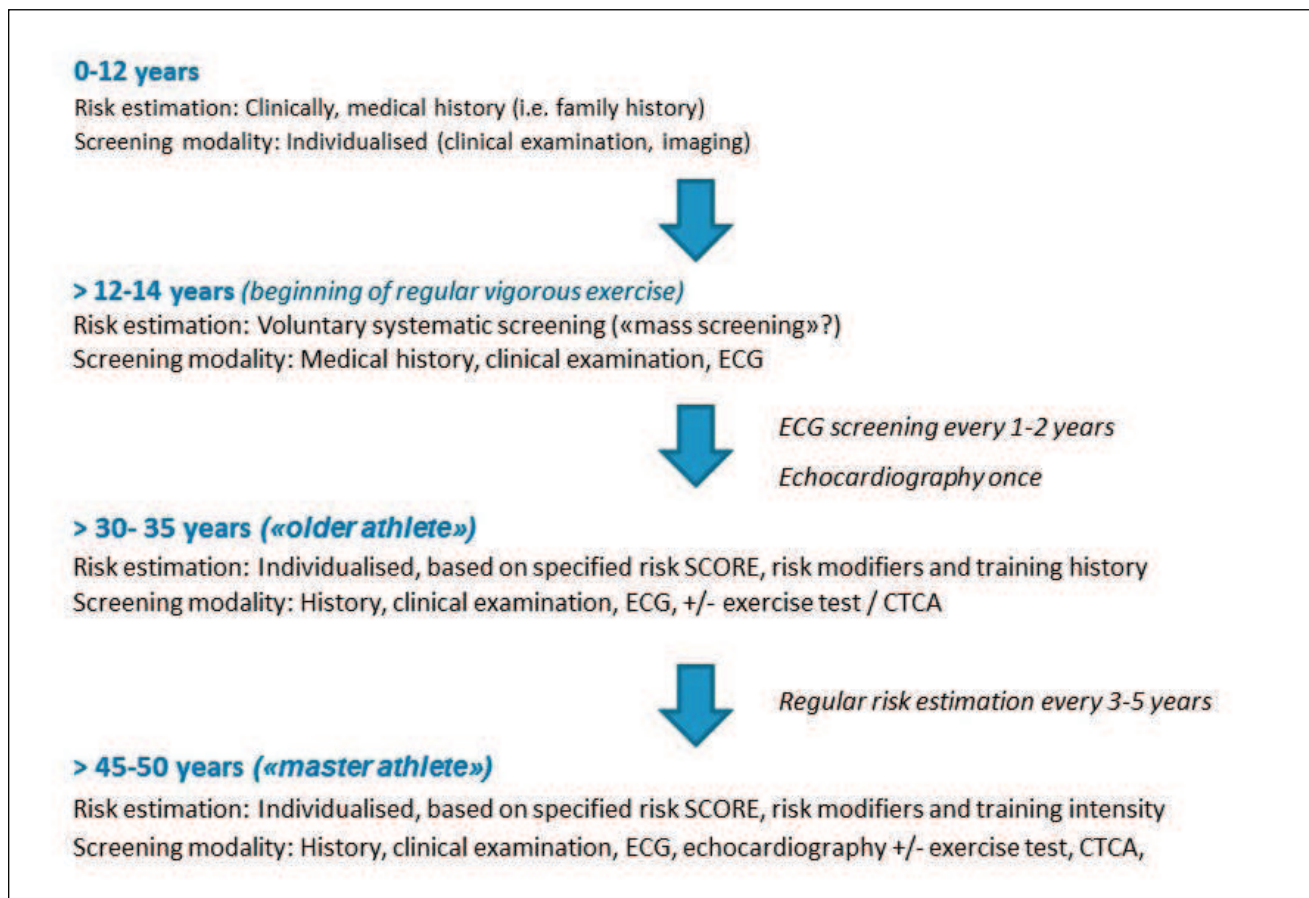 0-12 years
Risk estimation: Clinically, medical history (i.e. family history)
Screening modality: Individualised (clinical examination, imaging)
> 12-14 years (beginning of regular vigorous exercise)
Risk estimation: Voluntary systematic screening («mass screening»?)
Screening modality: Medical history, clinical examination, ECG
ECG screening every 1-2 years
Echocardiography once
> 30- 35 years («older athlete»)
Risk estimation: Individualised, based on specified risk SCORE, risk modifiers and training history
Screening modality: History, clinical examination, ECG, +/- exercise test / CTCA
Regular risk estimation every 3-5 years
> 45-50 years («master athlete»)
Risk estimation: Individualised, based on specified risk SCORE, risk modifiers and training intensity
Screening modality: History, clinical examination, ECG, echocardiography +/- exercise test, CTCA,